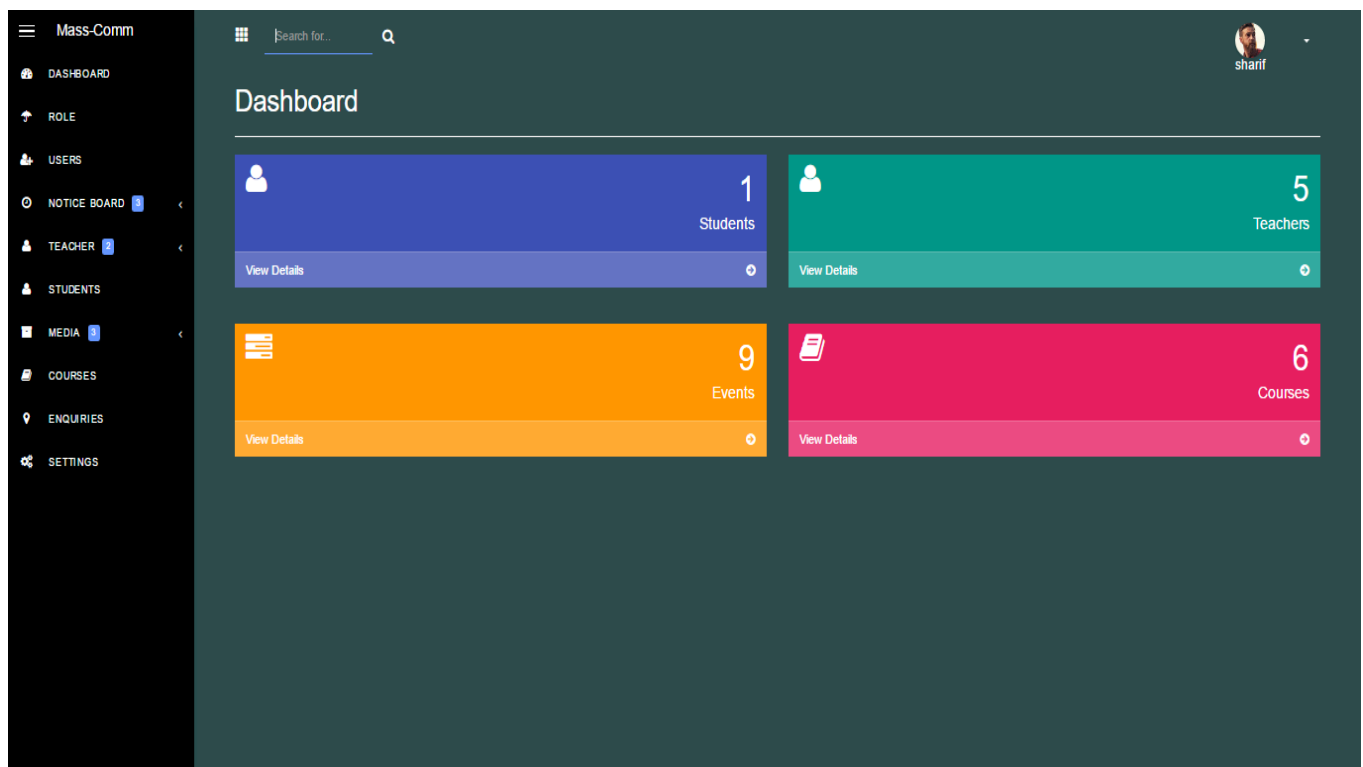 Mass-Comm
DASHBOARD
ROLE
USERS
NOTICE BOARD 3
TEACHER 2
STUDENTS
MEDIA 3
COURSES
ENQUIRIES
SETTINGS
Search for...
sharif
Dashboard
1
Students
View Details
5
Teachers
View Details
9
Events
View Details
6
Courses
View Details